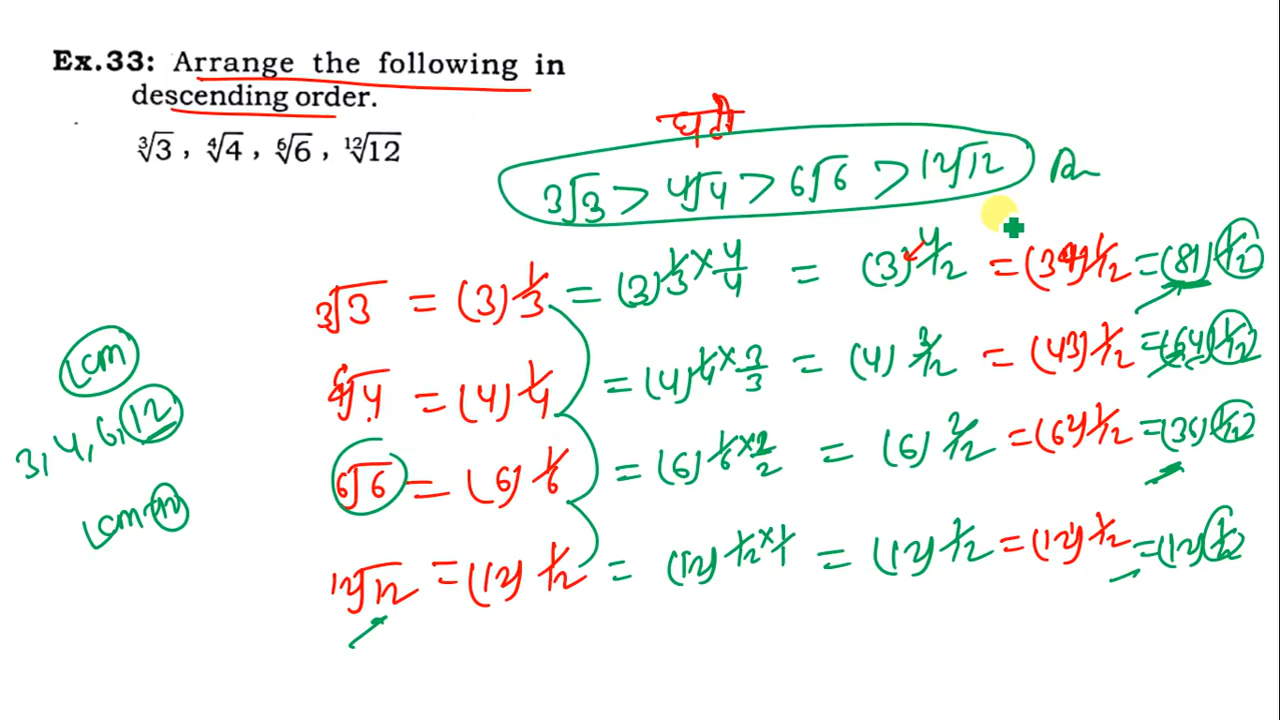 Ex.33: Arrange the following in
descending order.
∛3 , ∜4 , ⁶√6 , ¹²√12
घटते
3√3 > 4√4 > 6√6 > 12√12 An
3√3 = (3)1/3 = (3)1/3×4/4 = (3)4/12 = (34)1/12 = (81)1/12
4√4 = (4)1/4 = (4)1/4×3/3 = (4)3/12 = (43)1/12 = (64)1/12
6√6 = (6)1/6 = (6)1/6×2/2 = (6)2/12 = (62)1/12 = (36)1/12
12√12 = (12)1/12 = (12)1/12×1/1 = (12)1/12 = (12)1/12 = (12)1/12
Lcm
3, 4, 6, 12
Lcm - 12